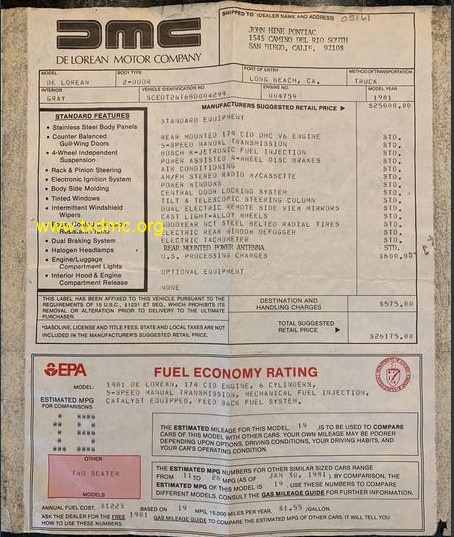 SHIPPED TO (DEALER NAME AND ADDRESS)
dmc
DE LOREAN MOTOR COMPANY
JOHN HINE PONTIAC
1545 CAMINO DEL RIO SOUTH
SAN DIEGO, CALIF. 92108
MODEL BODY TYPE PORT OF ENTRY METHOD OF TRANSPORTATION
DE LOREAN 2-DOOR LONG BEACH, CA. TRUCK
INTERIOR VEHICLE IDENTIFICATION NO. ENGINE NO. MODEL YEAR
GRAY 004759 1981
MANUFACTURERS SUGGESTED RETAIL PRICE $25000.00
STANDARD FEATURES
• Stainless Steel Body Panels
• Counter Balanced
Gull-Wing Doors
• 4-Wheel Independent
Suspension
• Rack & Pinion Steering
• Electronic Ignition System
• Body Side Molding
• Tinted Windows
• Intermittent Windshield
Wipers
www.txdmc.org
• Dual Braking System
• Halogen Headlamps
• Engine/Luggage
Compartment Lights
• Interior Hood & Engine
Compartment Release
STANDARD EQUIPMENT
REAR MOUNTED 174 CID OHC V6 ENGINE STD.
5-SPEED MANUAL TRANSMISSION STD.
BOSCH K-JETRONIC FUEL INJECTION STD.
POWER ASSISTED 4-WHEEL DISC BRAKES STD.
AIR CONDITIONING STD.
AM/FM STEREO RADIO W/CASSETTE STD.
POWER WINDOWS STD.
CENTRAL DOOR LOCKING SYSTEM STD.
TILT & TELESCOPIC STEERING COLUMN STD.
DUAL ELECTRIC REMOTE SIDE VIEW MIRRORS STD.
CAST LIGHT-ALLOY WHEELS STD.
GOODYEAR NCT STEEL BELTED RADIAL TIRES STD.
ELECTRIC REAR WINDOW DEFOGGER STD.
ELECTRIC TACHOMETER STD.
REAR MOUNTED POWER ANTENNA STD.
U.S. PROCESSING CHARGES $600.00
OPTIONAL EQUIPMENT
NONE
THIS LABEL HAS BEEN AFFIXED TO THIS VEHICLE PURSUANT TO THE
REQUIREMENTS OF 15 U.S.C., §1231 ET SEQ., WHICH PROHIBITS ITS
REMOVAL OR ALTERATION PRIOR TO DELIVERY TO THE ULTIMATE
PURCHASER.
DESTINATION AND
HANDLING CHARGES $575.00
*GASOLINE, LICENSE AND TITLE FEES, STATE AND LOCAL TAXES ARE NOT
INCLUDED IN THE MANUFACTURER'S SUGGESTED RETAIL PRICE.
TOTAL SUGGESTED
RETAIL PRICE $26175.00
EPA FUEL ECONOMY RATING
MODEL: 1981 DE LOREAN, 174 CID ENGINE, 6 CYLINDERS,
5-SPEED MANUAL TRANSMISSION, MECHANICAL FUEL INJECTION,
CATALYST EQUIPPED, FEED BACK FUEL SYSTEM.
ESTIMATED MPG
FOR COMPARISONS
19
THE ESTIMATED MILEAGE FOR THIS MODEL, 19 ,IS TO BE USED TO COMPARE
CARS OF THIS MODEL WITH OTHER CARS. YOUR OWN MILEAGE MAY BE POORER
DEPENDING UPON OPTIONS, DRIVING CONDITIONS, YOUR DRIVING HABITS, AND
YOUR CAR'S OPERATING CONDITION.
OTHER
TWO SEATER
MODELS
THE ESTIMATED MPG NUMBERS FOR OTHER SIMILAR SIZED CARS RANGE
FROM 11 TO 26 MPG (AS OF JAN 30, 1981). BY COMPARISON, THE
ESTIMATED MPG OF THIS MODEL IS 19 . USE THESE NUMBERS TO COMPARE
DIFFERENT MODELS. CONSULT THE GAS MILEAGE GUIDE FOR FURTHER INFORMATION.
ANNUAL FUEL COST, $1223 BASED ON 19 MPG, 15,000 MILES PER YEAR, $1.55 /GALLON.
ASK THE DEALER FOR THE FREE 1981 GAS MILEAGE GUIDE TO COMPARE THE ESTIMATED MPG OF OTHER CARS, IT WILL TELL YOU
HOW TO USE THESE NUMBERS.